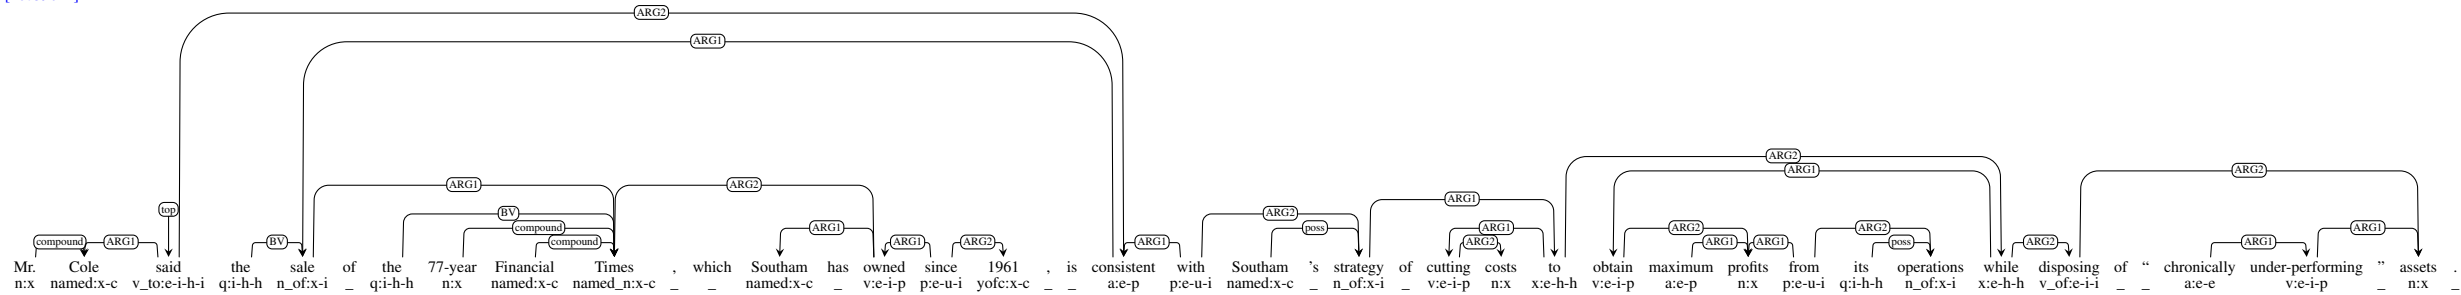 ARG2
ARG1
ARG2
ARG1 ARG2
ARG1 ARG2
ARG1
top BV ARG2 ARG2 ARG2
compound ARG1 poss ARG1 ARG2 ARG1
compound ARG1 BV compound ARG1 ARG2 ARG1 ARG2 ARG1 ARG1 poss ARG2 ARG1 ARG1
Mr. Cole said the sale of the 77-year Financial Times , which Southam has owned since 1961 , is consistent with Southam 's strategy of cutting costs to obtain maximum profits from its operations while disposing of “ chronically under-performing ” assets .
n:x named:x-c v_to:e-i-h-i q:i-h-h n_of:x-i _ q:i-h-h n:x named:x-c named_n:x-c _ _ named:x-c _ v:e-i-p p:e-u-i yofc:x-c _ _ a:e-p p:e-u-i named:x-c _ n_of:x-i _ v:e-i-p n:x x:e-h-h v:e-i-p a:e-p n:x p:e-u-i q:i-h-h n_of:x-i x:e-h-h v_of:e-i-i _ _ a:e-e v:e-i-p _ n:x _